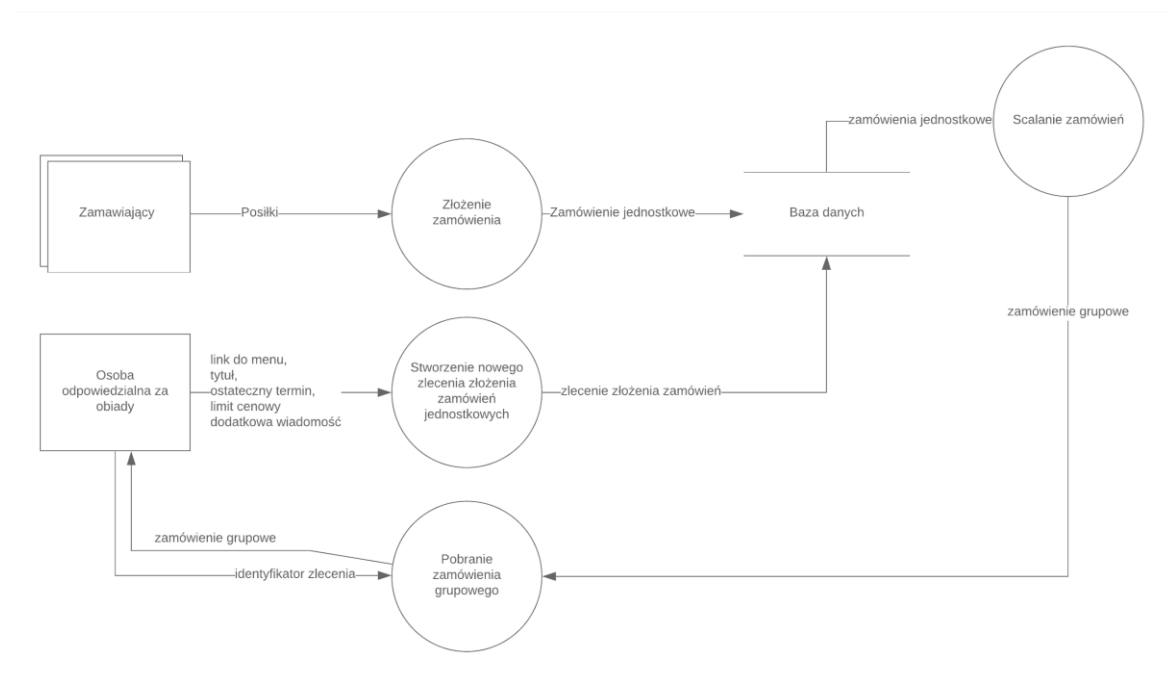 zamówienia jednostkowe
Scalanie zamówień
Zamawiający
Posiłki
Złożenie
zamówienia
Zamówienie jednostkowe
Baza danych
zamówienie grupowe
Osoba
odpowiedzialna za
obiady
link do menu,
tytuł,
ostateczny termin,
limit cenowy
dodatkowa wiadomość
Stworzenie nowego
zlecenia złożenia
zamówień
jednostkowych
zlecenie złożenia zamówień
zamówienie grupowe
identyfikator zlecenia
Pobranie
zamówienia
grupowego